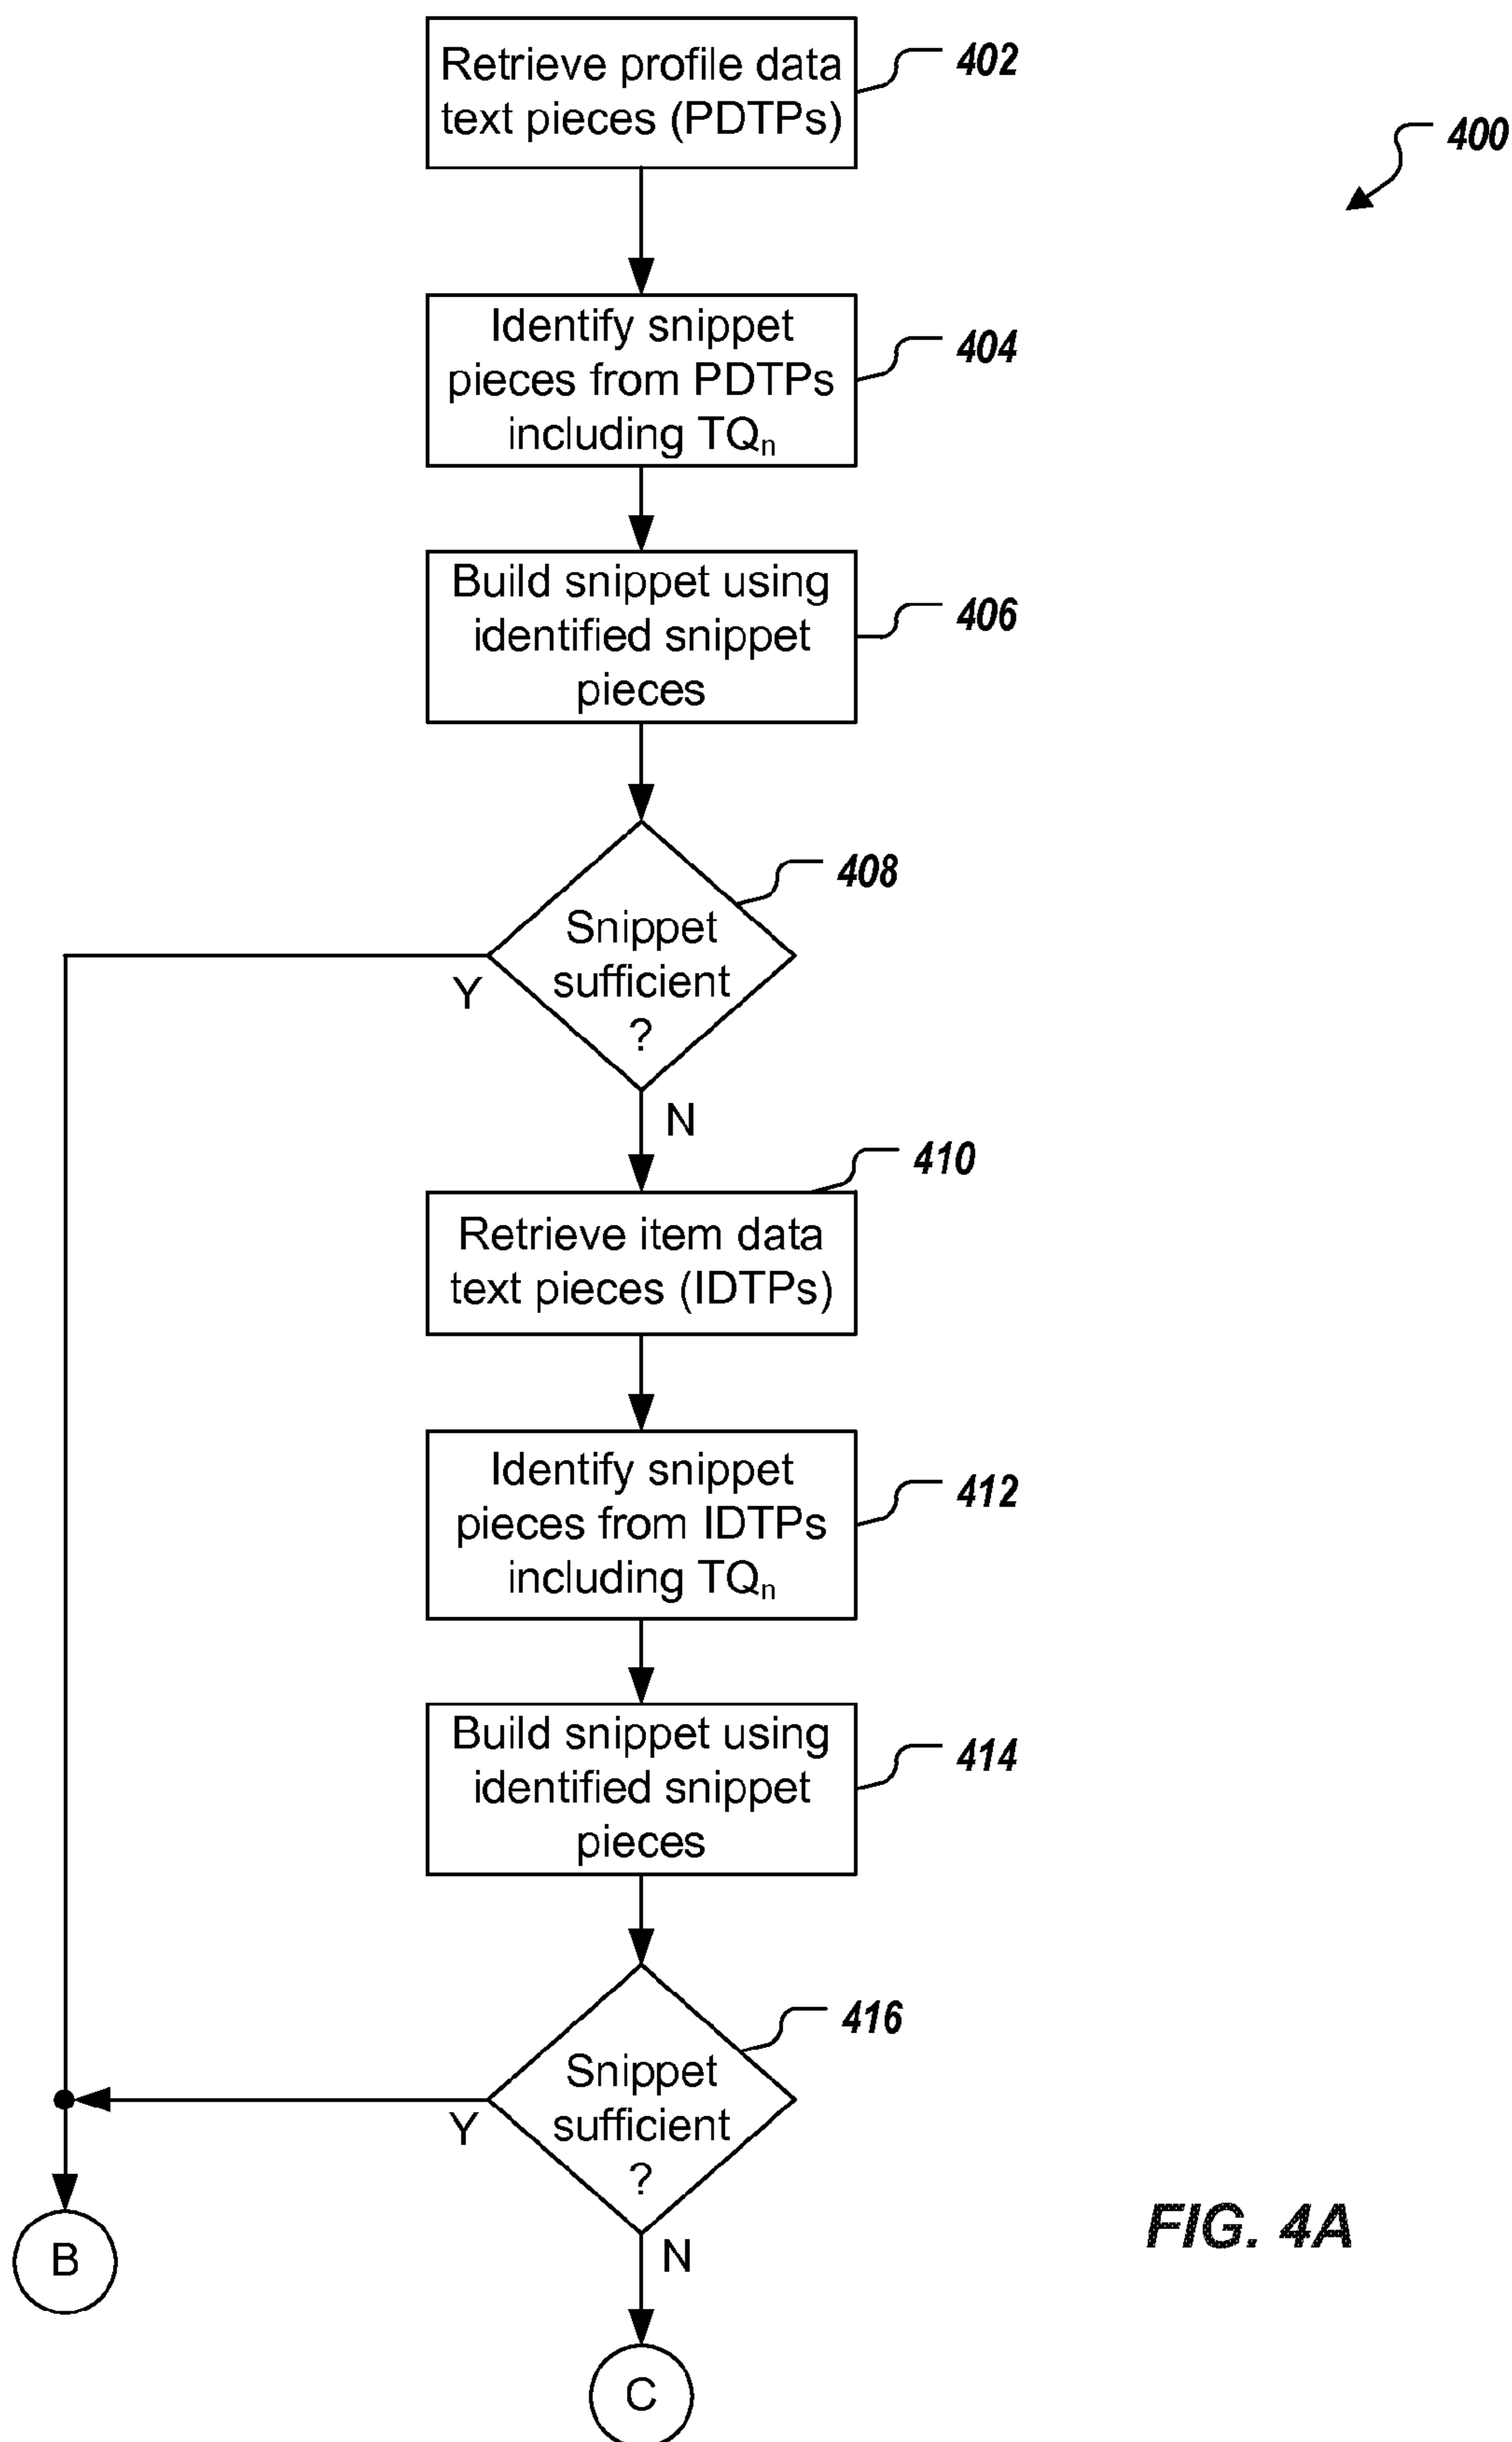 Retrieve profile data
text pieces (PDTPs)
402
400
Identify snippet
pieces from PDTPs
including TQn
404
Build snippet using
identified snippet
pieces
406
408
Snippet
sufficient
?
Y
N
410
Retrieve item data
text pieces (IDTPs)
Identify snippet
pieces from IDTPs
including TQn
412
Build snippet using
identified snippet
pieces
414
416
Snippet
sufficient
?
Y
N
B
C
FIG. 4A